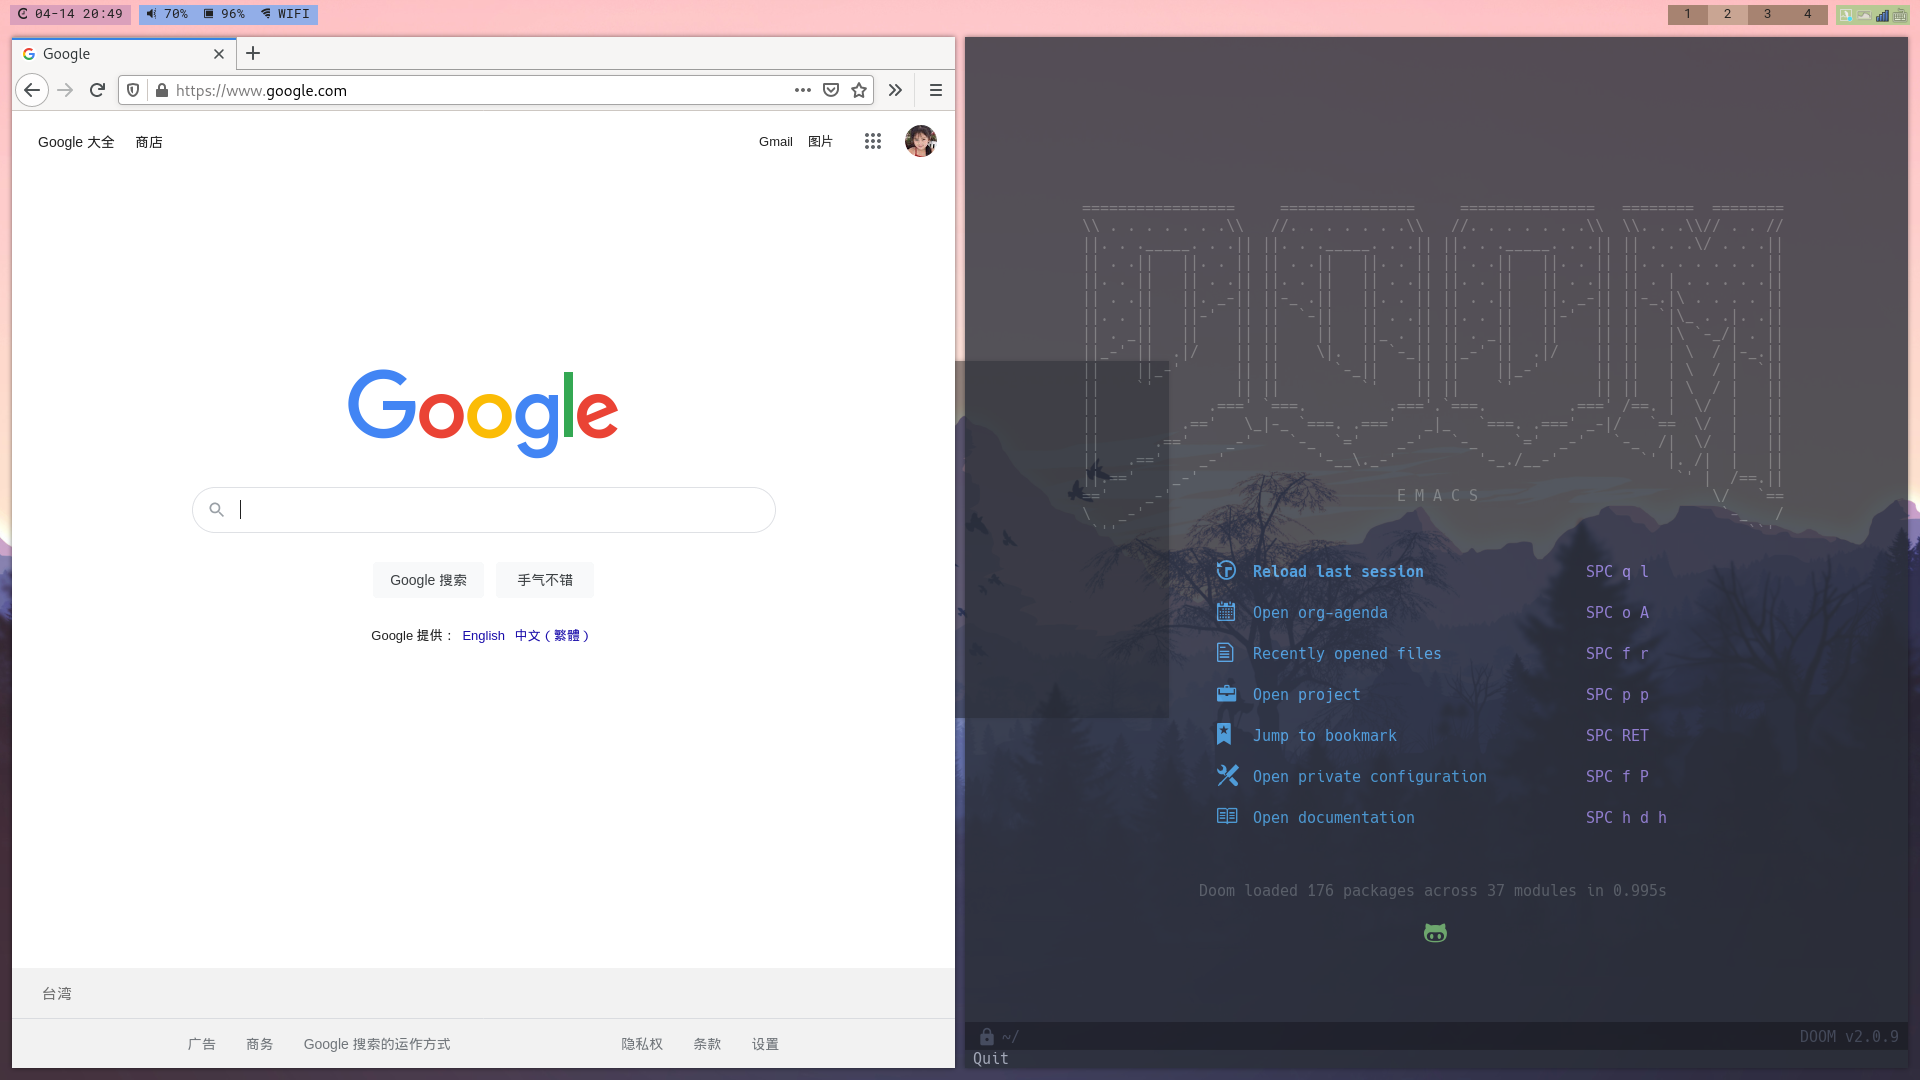 04-14 20:49 70% 96% WIFI 1 2 3 4
Google
https://www.google.com
Google 大全 商店 Gmail 图片
Google
Google 搜索 手气不错
Google 提供： English 中文（繁體）
台湾
广告 商务 Google 搜索的运作方式 隐私权 条款 设置
E M A C S
Reload last session SPC q l
Open org-agenda SPC o A
Recently opened files SPC f r
Open project SPC p p
Jump to bookmark SPC RET
Open private configuration SPC f P
Open documentation SPC h d h
Doom loaded 176 packages across 37 modules in 0.995s
~/ DOOM v2.0.9
Quit